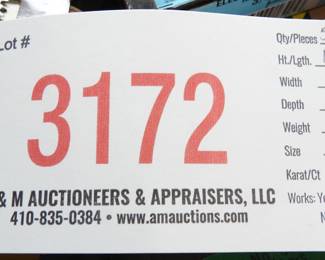 Lot #
3172
& M AUCTIONEERS & APPRAISERS, LLC
410-835-0384 • www.amauctions.com
Qty/Pieces
Ht./Lgth.
Width
Depth
Weight
Size
Karat/Ct
Works: